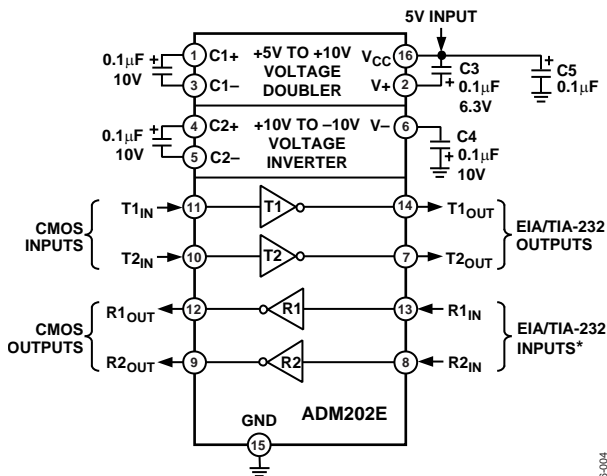 5V INPUT
0.1μF
10V
+
1 C1+
3 C1–
+5V TO +10V
VOLTAGE
DOUBLER
VCC 16
V+ 2
+ C3
0.1μF
6.3V
+ C5
0.1μF
0.1μF
10V
+
4 C2+
5 C2–
+10V TO –10V
VOLTAGE
INVERTER
V– 6
C4
+ 0.1μF
10V
CMOS
INPUTS
T1IN 11 T1 14 T1OUT
T2IN 10 T2 7 T2OUT
EIA/TIA-232
OUTPUTS
CMOS
OUTPUTS
R1OUT 12 R1 13 R1IN
R2OUT 9 R2 8 R2IN
EIA/TIA-232
INPUTS*
GND
15
ADM202E